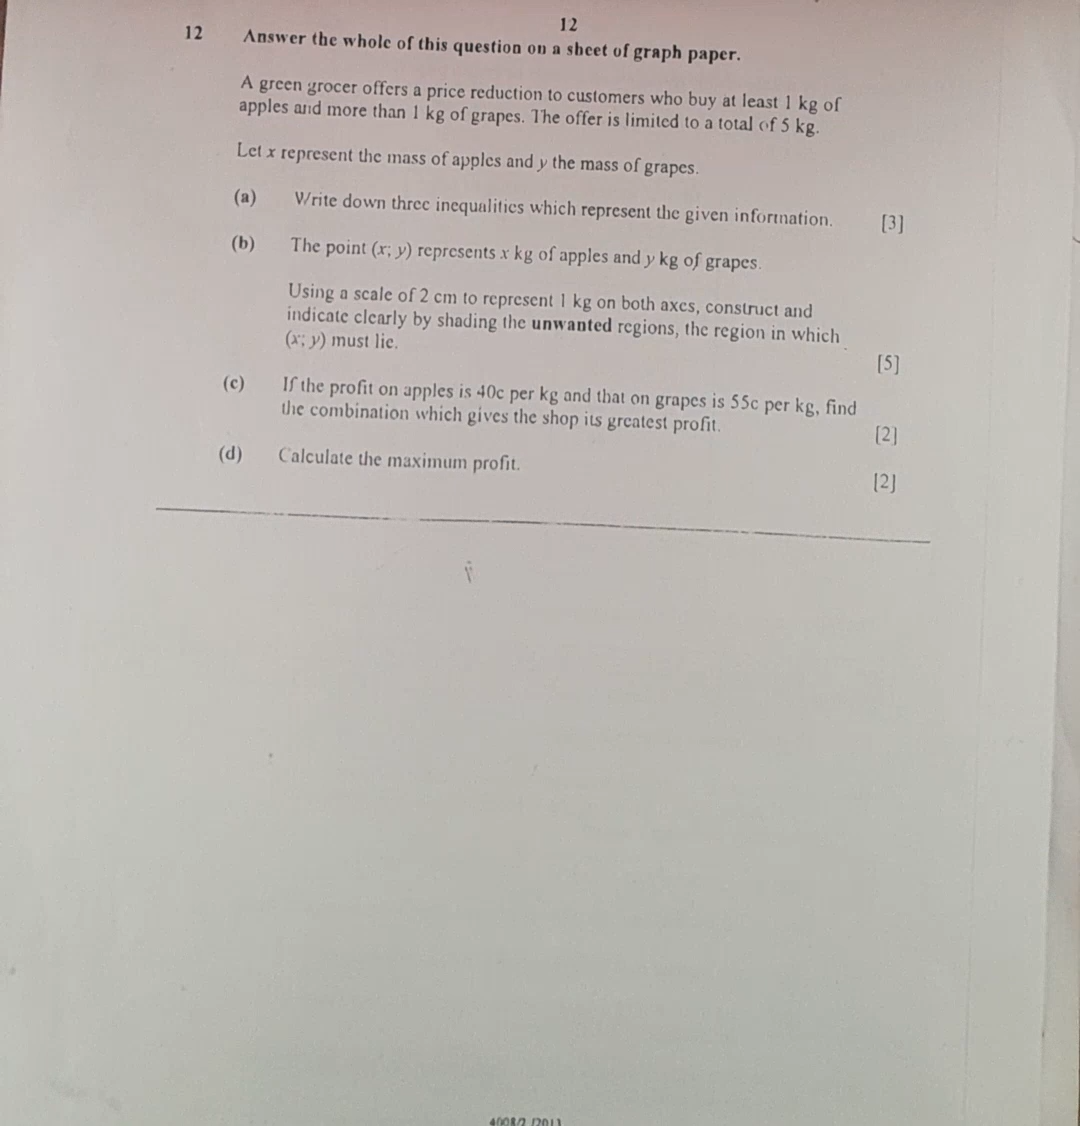 12
12 Answer the whole of this question on a sheet of graph paper.
A green grocer offers a price reduction to customers who buy at least 1 kg of
apples and more than 1 kg of grapes. The offer is limited to a total of 5 kg.
Let x represent the mass of apples and y the mass of grapes.
(a) Write down three inequalities which represent the given information. [3]
(b) The point (x; y) represents x kg of apples and y kg of grapes.
Using a scale of 2 cm to represent 1 kg on both axes, construct and
indicate clearly by shading the unwanted regions, the region in which
(x; y) must lie.
[5]
(c) If the profit on apples is 40c per kg and that on grapes is 55c per kg, find
the combination which gives the shop its greatest profit.
[2]
(d) Calculate the maximum profit.
[2]